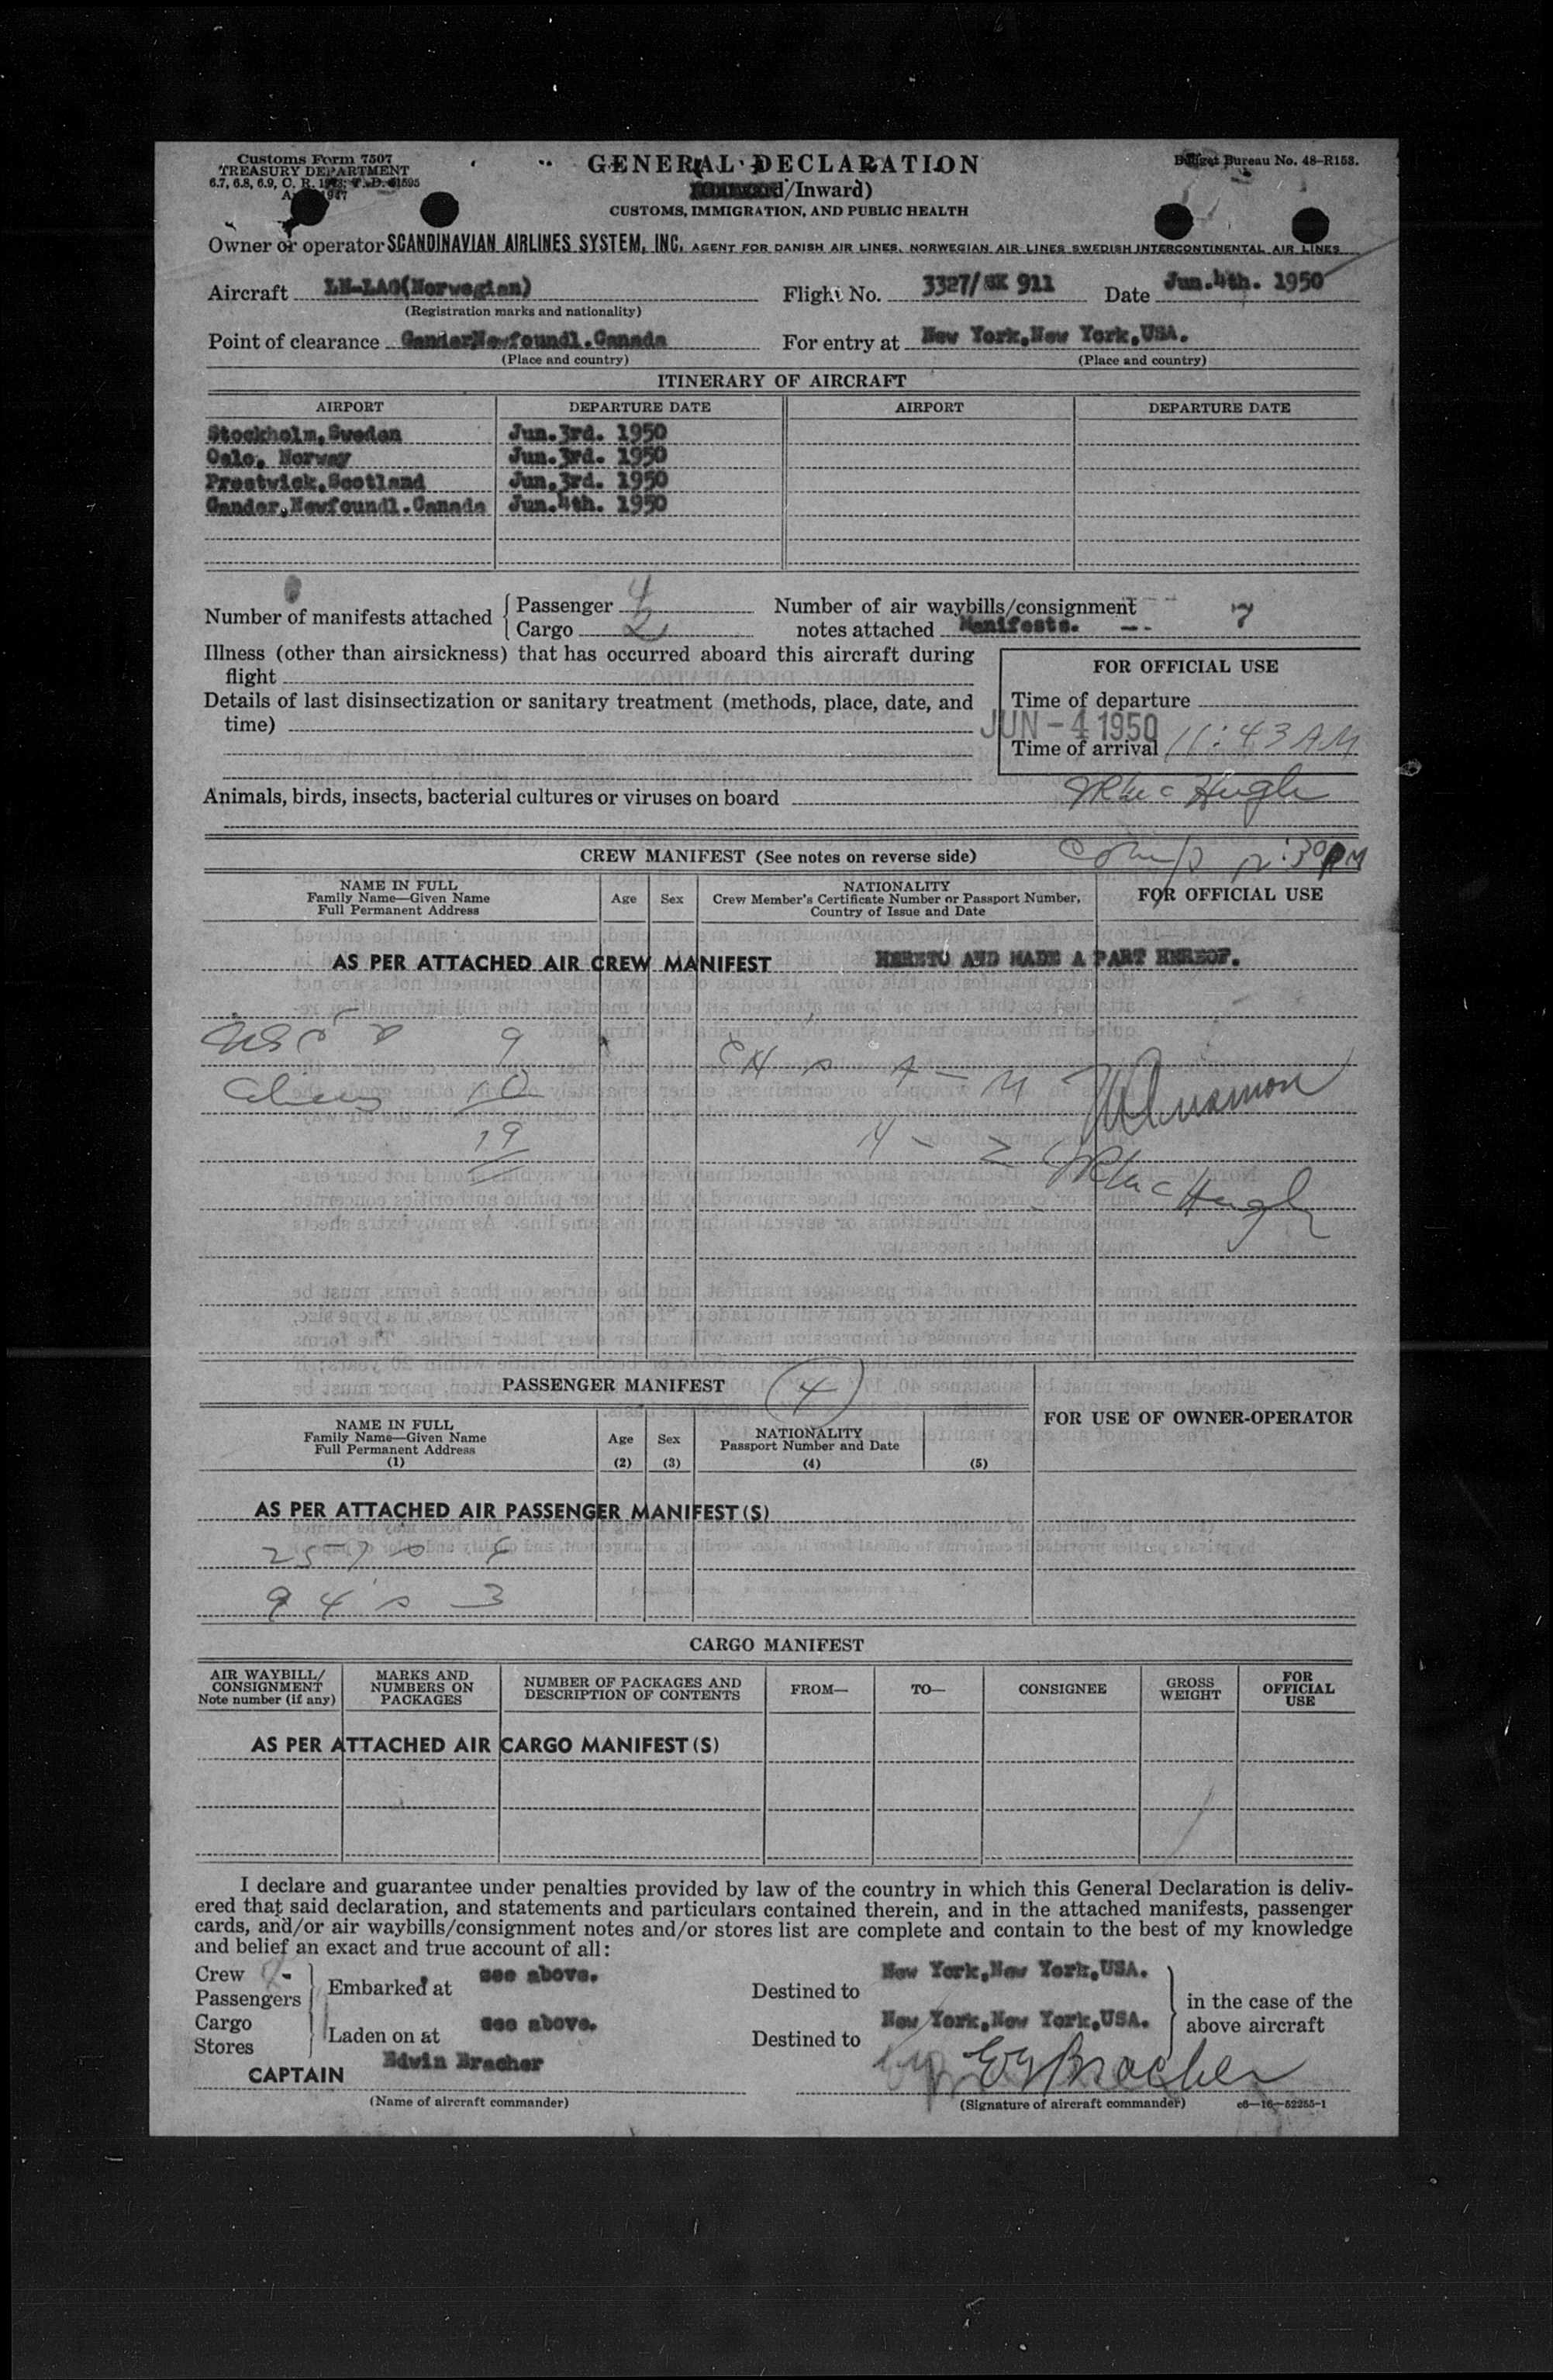 Customs Form 7507
TREASURY DEPARTMENT
GENERAL DECLARATION
/Inward)
CUSTOMS, IMMIGRATION, AND PUBLIC HEALTH
Budget Bureau No. 48-R153.
Owner or operator SCANDINAVIAN AIRLINES SYSTEM, INC. AGENT FOR DANISH AIR LINES. NORWEGIAN AIR LINES SWEDISH INTERCONTINENTAL AIR LINES
Aircraft LN-LAG(Norwegian) Flight No. 3327/SK 911 Date Jun.4th. 1950
(Registration marks and nationality)
Point of clearance Gander,Newfoundl.Canada For entry at New York,New York,USA.
(Place and country) (Place and country)
ITINERARY OF AIRCRAFT
AIRPORT DEPARTURE DATE AIRPORT DEPARTURE DATE
Stockholm,Sweden Jun.3rd. 1950
Oslo, Norway Jun.3rd. 1950
Prestwick,Scotland Jun.3rd. 1950
Gander,Newfoundl.Canada Jun.4th. 1950
Number of manifests attached { Passenger 4
Cargo 2
Number of air waybills/consignment
notes attached Manifests. 7
Illness (other than airsickness) that has occurred aboard this aircraft during
flight
Details of last disinsectization or sanitary treatment (methods, place, date, and
time)
FOR OFFICIAL USE
Time of departure
JUN -4 1950
Time of arrival 11:43 AM
Animals, birds, insects, bacterial cultures or viruses on board
CREW MANIFEST (See notes on reverse side)
NAME IN FULL
Family Name—Given Name
Full Permanent Address
Age Sex
NATIONALITY
Crew Member's Certificate Number or Passport Number,
Country of Issue and Date
FOR OFFICIAL USE
AS PER ATTACHED AIR CREW MANIFEST HERETO AND MADE A PART HEREOF.
9
Aliens 10
19
PASSENGER MANIFEST 4
NAME IN FULL
Family Name—Given Name
Full Permanent Address
(1)
Age
(2)
Sex
(3)
NATIONALITY
Passport Number and Date
(4) (5)
FOR USE OF OWNER-OPERATOR
AS PER ATTACHED AIR PASSENGER MANIFEST(S)
CARGO MANIFEST
AIR WAYBILL/
CONSIGNMENT
Note number (if any)
MARKS AND
NUMBERS ON
PACKAGES
NUMBER OF PACKAGES AND
DESCRIPTION OF CONTENTS
FROM— TO— CONSIGNEE
GROSS
WEIGHT
FOR
OFFICIAL
USE
AS PER ATTACHED AIR CARGO MANIFEST(S)
I declare and guarantee under penalties provided by law of the country in which this General Declaration is deliv-
ered that said declaration, and statements and particulars contained therein, and in the attached manifests, passenger
cards, and/or air waybills/consignment notes and/or stores list are complete and contain to the best of my knowledge
and belief an exact and true account of all:
Crew
Passengers } Embarked at see above. Destined to New York,New York,USA.
Cargo
Stores } Laden on at see above. Destined to New York,New York,USA.
in the case of the
above aircraft
CAPTAIN Edwin Bracher
(Name of aircraft commander) (Signature of aircraft commander) c6—16—52255-1